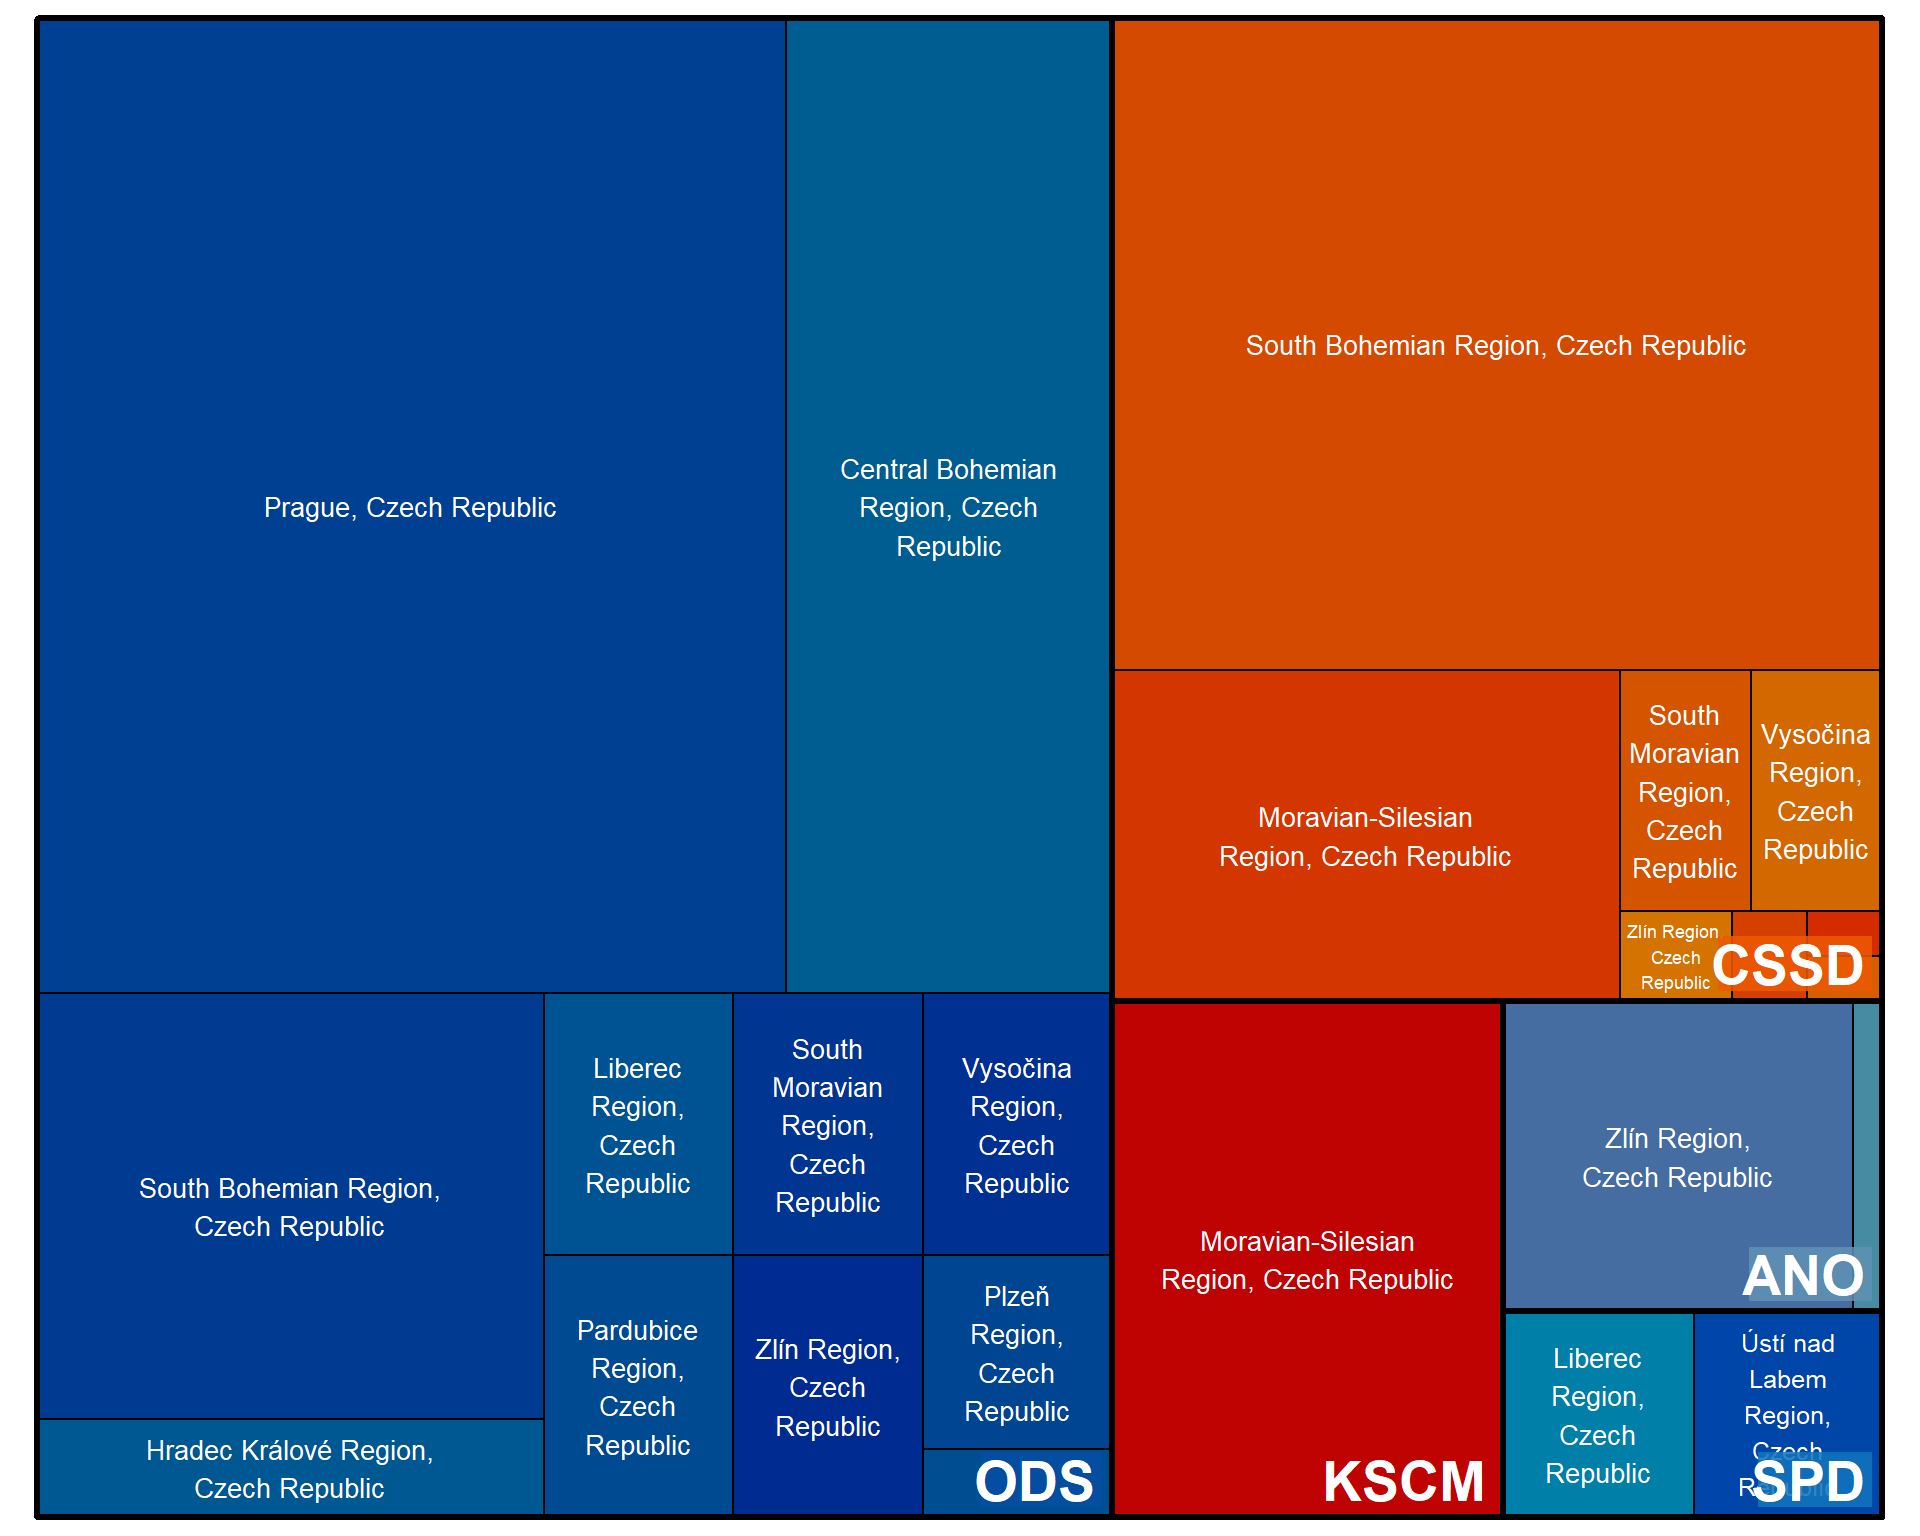 Prague, Czech Republic
Central Bohemian
Region, Czech
Republic
South Bohemian Region,
Czech Republic
Hradec Králové Region,
Czech Republic
Liberec
Region,
Czech
Republic
Pardubice
Region,
Czech
Republic
South
Moravian
Region,
Czech
Republic
Zlín Region,
Czech
Republic
Vysočina
Region,
Czech
Republic
Plzeň
Region,
Czech
Republic
ODS
South Bohemian Region, Czech Republic
Moravian-Silesian
Region, Czech Republic
South
Moravian
Region,
Czech
Republic
Vysočina
Region,
Czech
Republic
Zlín Region
Czech
Republic
CSSD
Moravian-Silesian
Region, Czech Republic
KSCM
Zlín Region,
Czech Republic
ANO
Liberec
Region,
Czech
Republic
Ústí nad
Labem
Region,
Czech
Republic
SPD